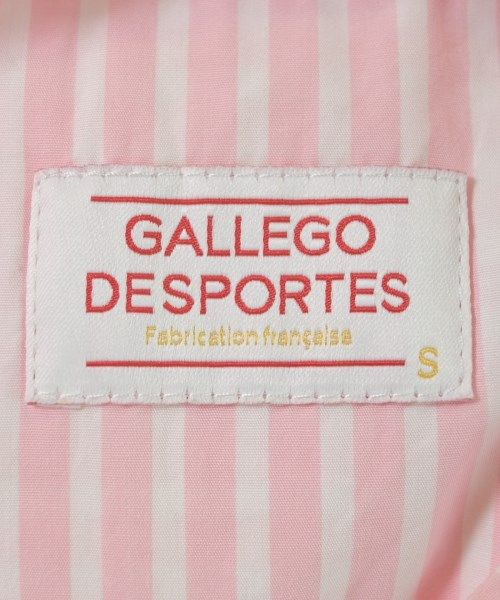 GALLEGO
DESPORTES
Fabrication française
S